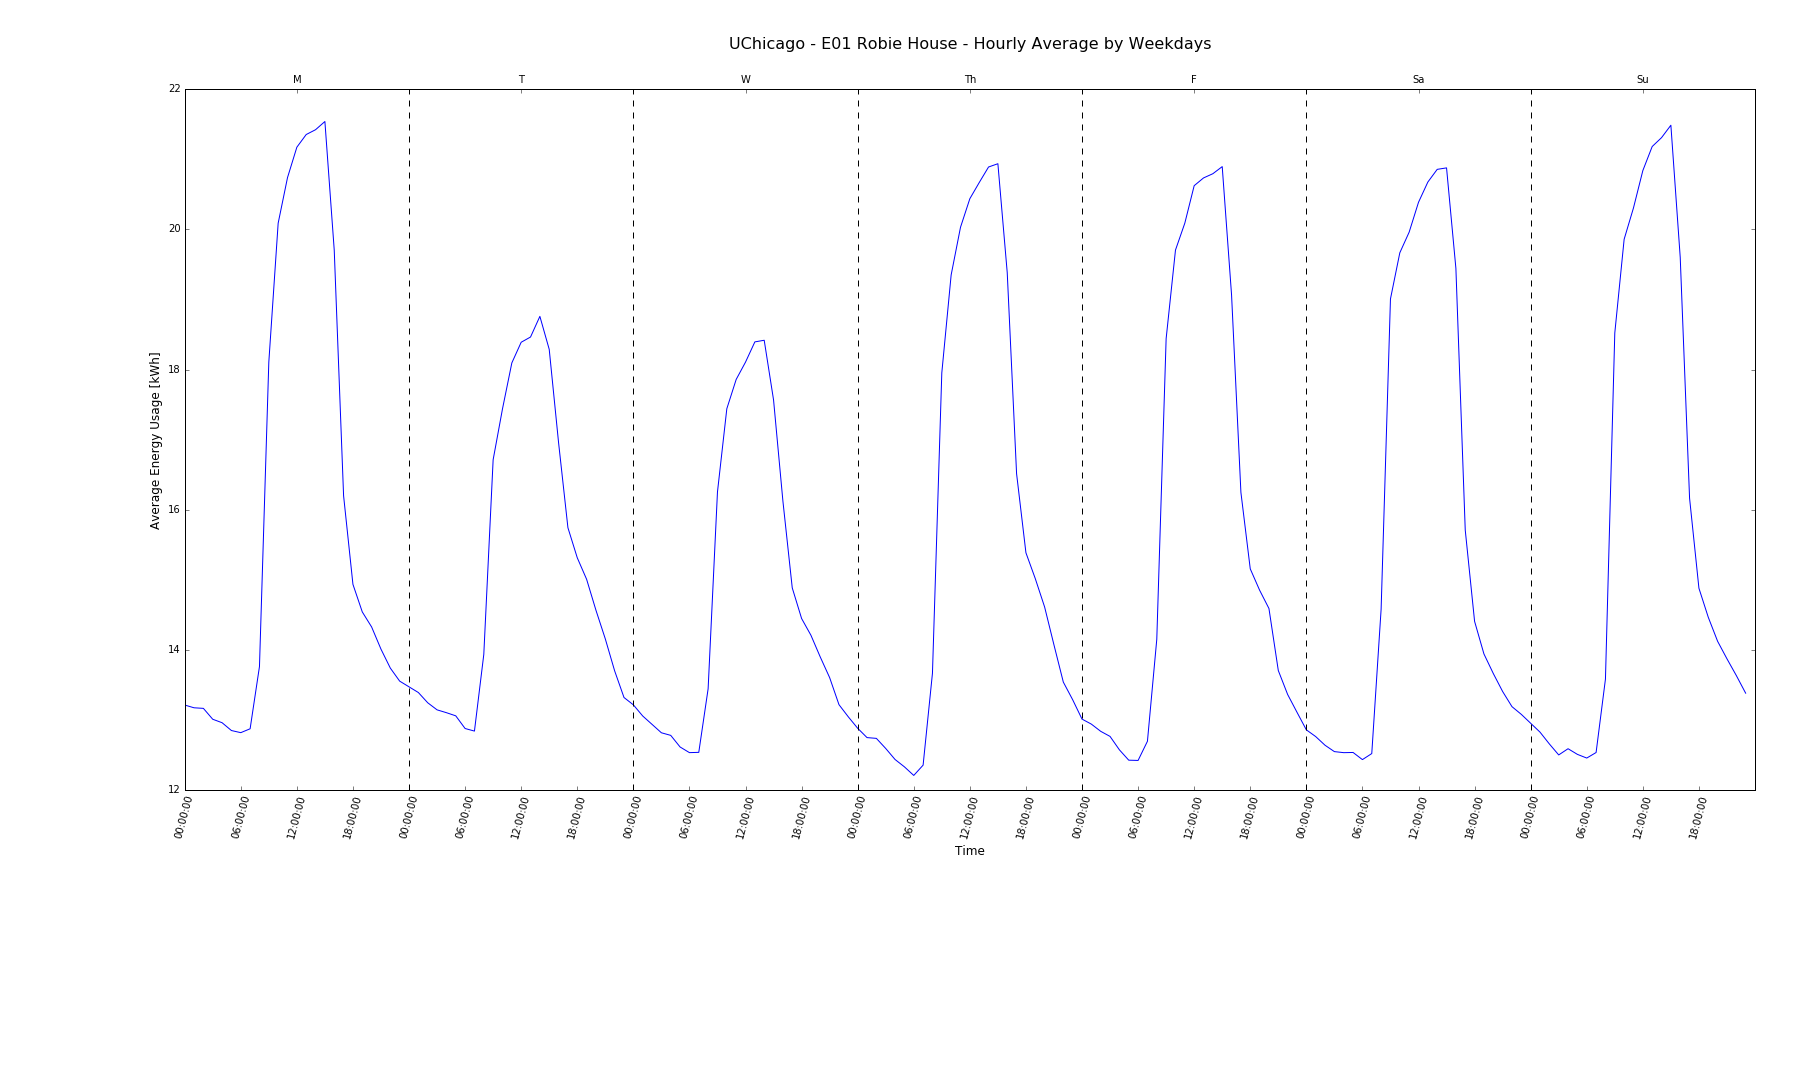 UChicago - E01 Robie House - Hourly Average by Weekdays
M T W Th F Sa Su
22
20
18
16
14
12
Average Energy Usage [kWh]
00:00:00 06:00:00 12:00:00 18:00:00 00:00:00 06:00:00 12:00:00 18:00:00 00:00:00 06:00:00 12:00:00 18:00:00 00:00:00 06:00:00 12:00:00 18:00:00 00:00:00 06:00:00 12:00:00 18:00:00 00:00:00 06:00:00 12:00:00 18:00:00 00:00:00 06:00:00 12:00:00 18:00:00
Time